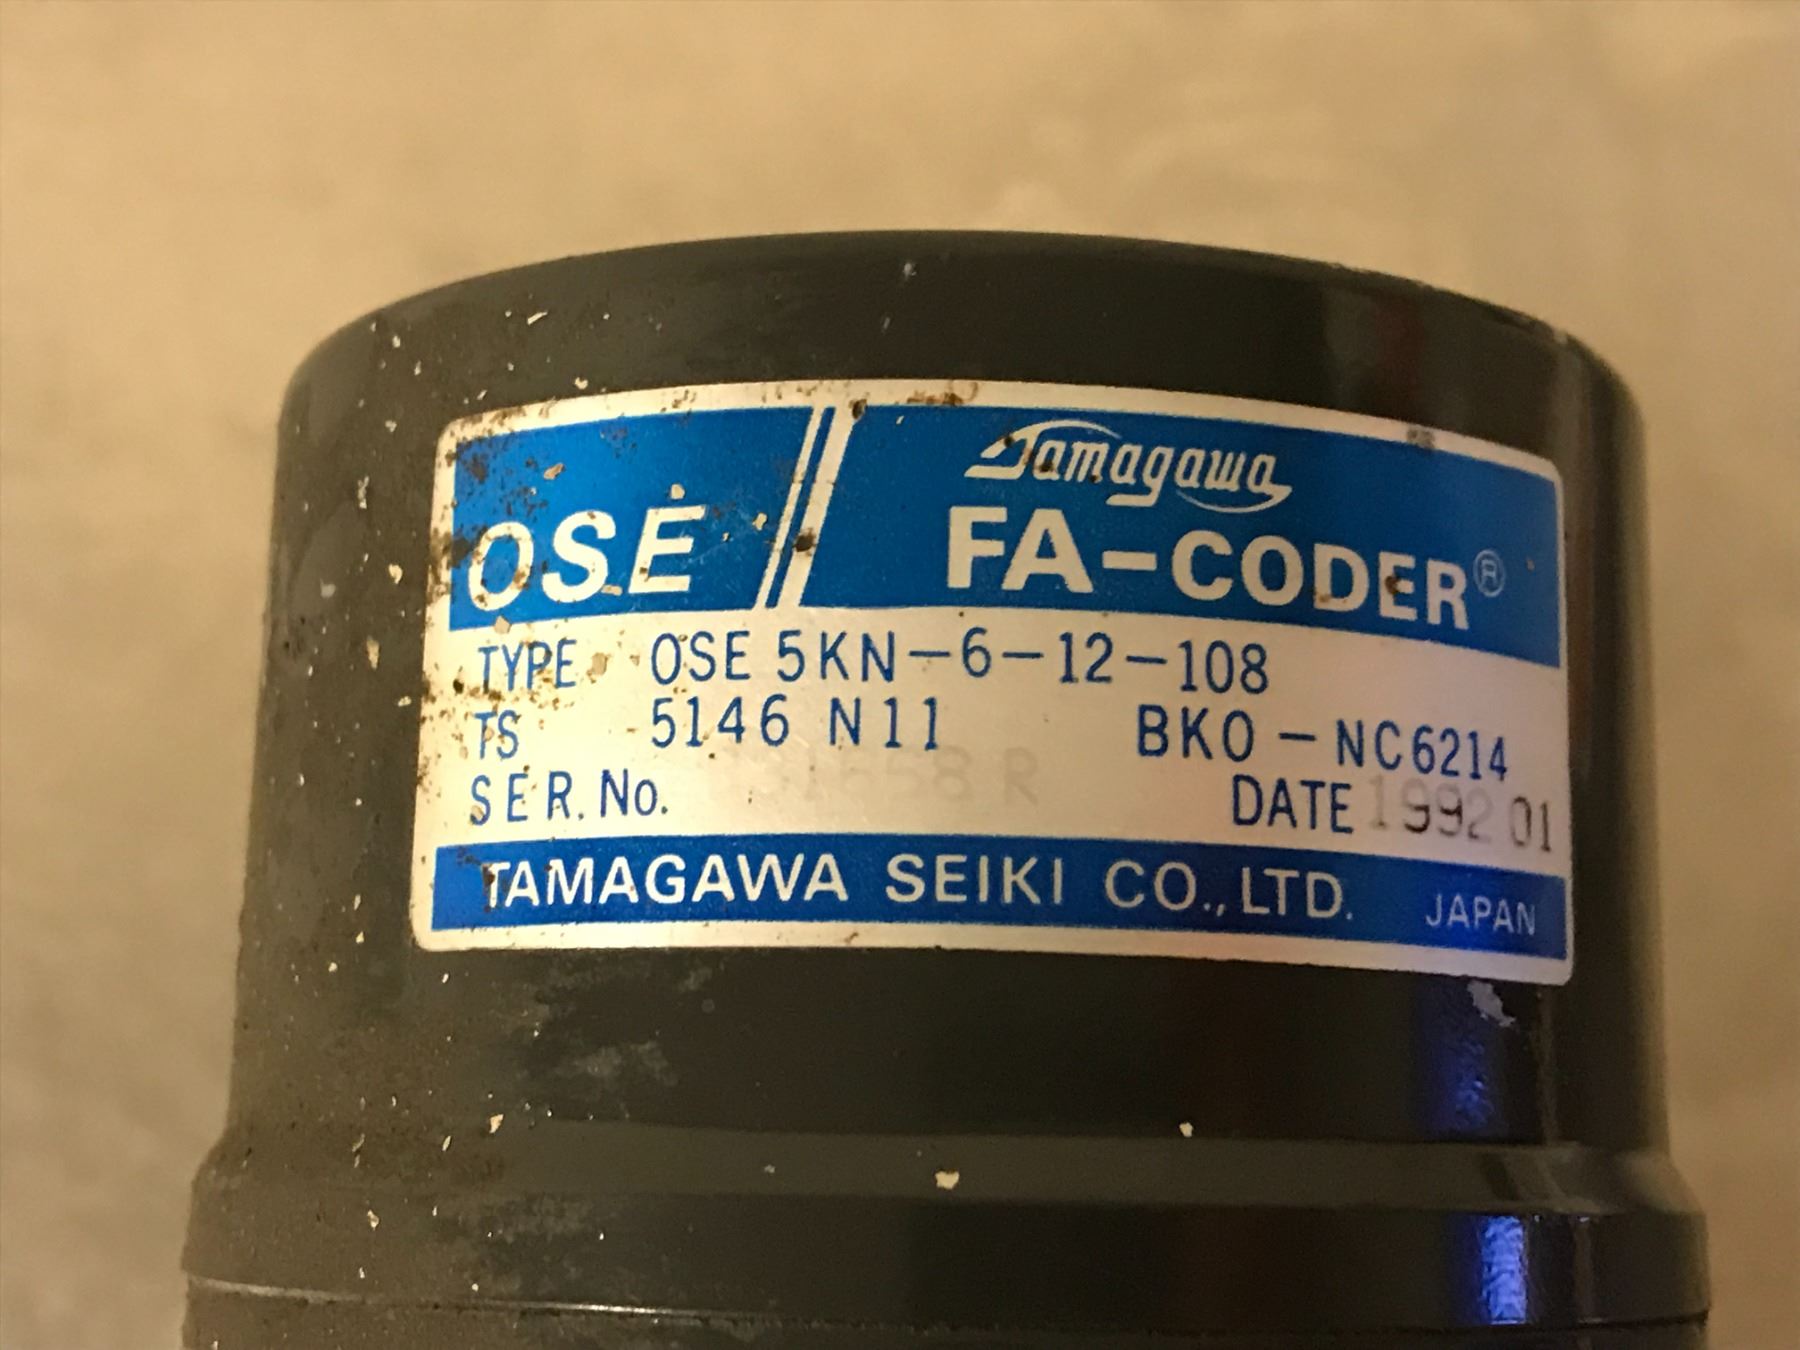 OSE
Tamagawa
FA-CODER®
TYPE OSE 5KN-6-12-108
TS 5146 N11 BKO-NC6214
SER. No. DATE 1992 01
TAMAGAWA SEIKI CO., LTD. JAPAN